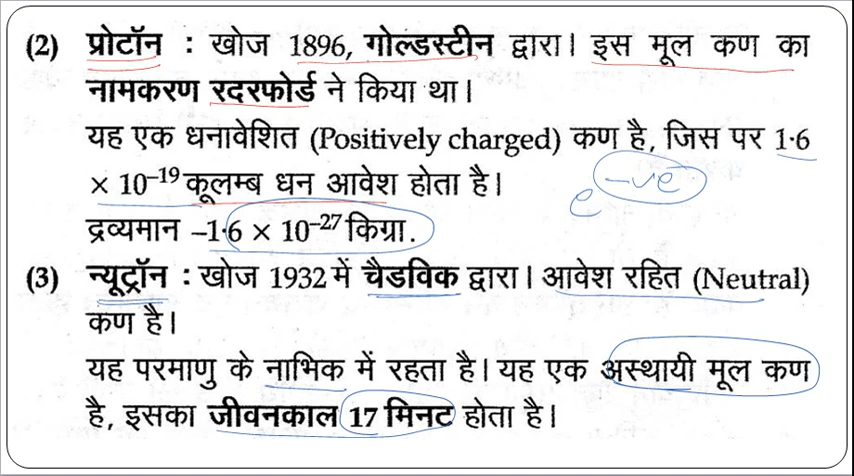 (2) प्रोटॉन : खोज 1896, गोल्डस्टीन द्वारा। इस मूल कण का
नामकरण रदरफोर्ड ने किया था।
यह एक धनावेशित (Positively charged) कण है, जिस पर 1·6
× 10⁻¹⁹ कूलम्ब धन आवेश होता है।
e -ve
द्रव्यमान –1·6 × 10⁻²⁷ किग्रा.
(3) न्यूट्रॉन : खोज 1932 में चैडविक द्वारा। आवेश रहित (Neutral)
कण है।
यह परमाणु के नाभिक में रहता है। यह एक अस्थायी मूल कण
है, इसका जीवनकाल 17 मिनट होता है।